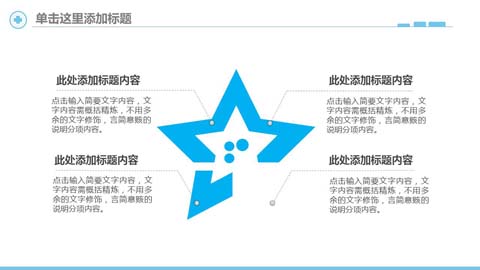 单击这里添加标题
此处添加标题内容
点击输入简要文字内容，文
字内容需概括精炼，不用多
余的文字修饰，言简意赅的
说明分项内容。
此处添加标题内容
点击输入简要文字内容，文
字内容需概括精炼，不用多
余的文字修饰，言简意赅的
说明分项内容。
此处添加标题内容
点击输入简要文字内容，文
字内容需概括精炼，不用多
余的文字修饰，言简意赅的
说明分项内容。
此处添加标题内容
点击输入简要文字内容，文
字内容需概括精炼，不用多
余的文字修饰，言简意赅的
说明分项内容。